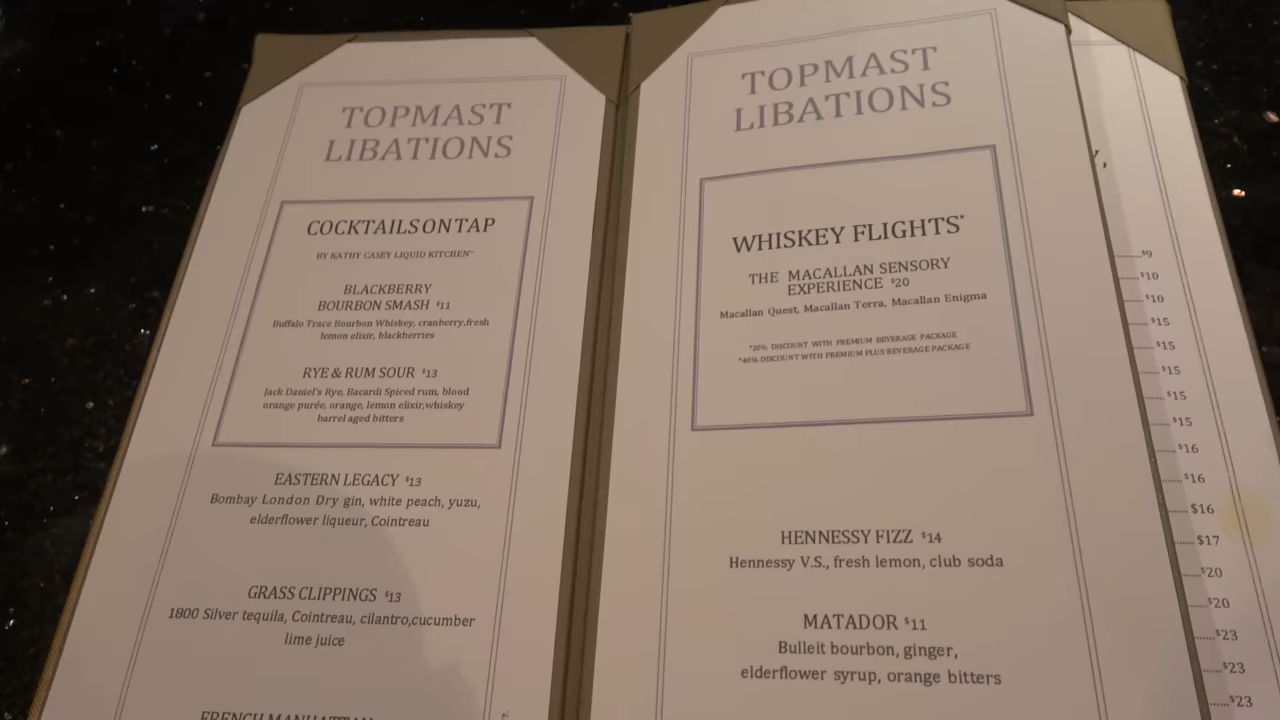 TOPMAST
LIBATIONS
COCKTAILS ON TAP
BY KATHY CASEY LIQUID KITCHEN™
BLACKBERRY
BOURBON SMASH $11
Buffalo Trace Bourbon Whiskey, cranberry,fresh
lemon elixir, blackberries
RYE & RUM SOUR $13
Jack Daniel's Rye, Bacardi Spiced rum, blood
orange purée, orange, lemon elixir,whiskey
barrel aged bitters
EASTERN LEGACY $13
Bombay London Dry gin, white peach, yuzu,
elderflower liqueur, Cointreau
GRASS CLIPPINGS $13
1800 Silver tequila, Cointreau, cilantro,cucumber
lime juice
FRENCH MANHATTAN
TOPMAST
LIBATIONS
WHISKEY FLIGHTS*
THE MACALLAN SENSORY
EXPERIENCE $20
Macallan Quest, Macallan Terra, Macallan Enigma
*20% DISCOUNT WITH PREMIUM BEVERAGE PACKAGE
*40% DISCOUNT WITH PREMIUM PLUS BEVERAGE PACKAGE
HENNESSY FIZZ $14
Hennessy V.S., fresh lemon, club soda
MATADOR $11
Bulleit bourbon, ginger,
elderflower syrup, orange bitters
$9
$10
$10
$15
$15
$15
$15
$15
$16
$16
$16
$17
$20
$20
$23
$23
$23